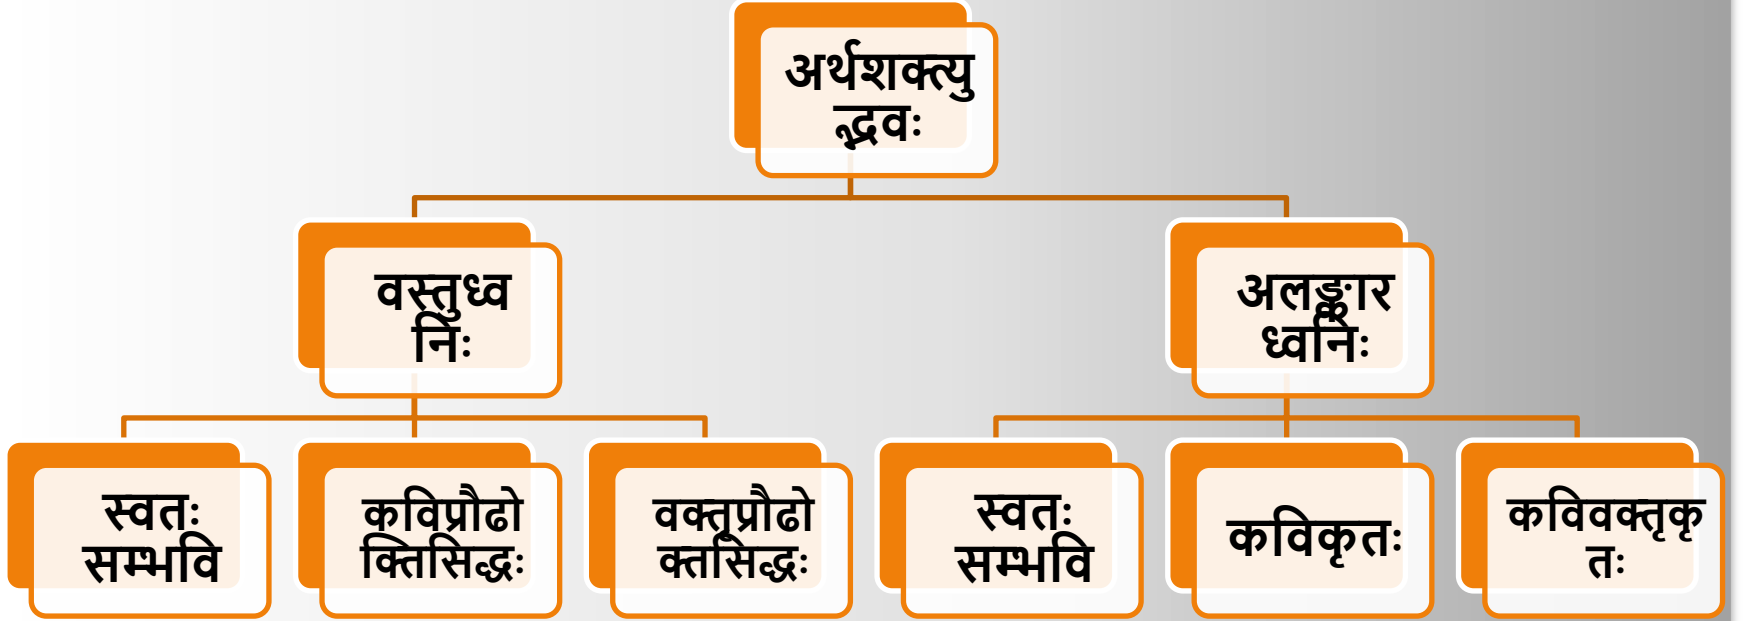 अर्थशक्त्यु
द्भवः
वस्तुध्व
निः
अलङ्कार
ध्वनिः
स्वतः
सम्भवि
कविप्रौढो
क्तिसिद्धः
वक्तृप्रौढो
क्तसिद्धः
स्वतः
सम्भवि
कविकृतः
कविवक्तृकृ
तः